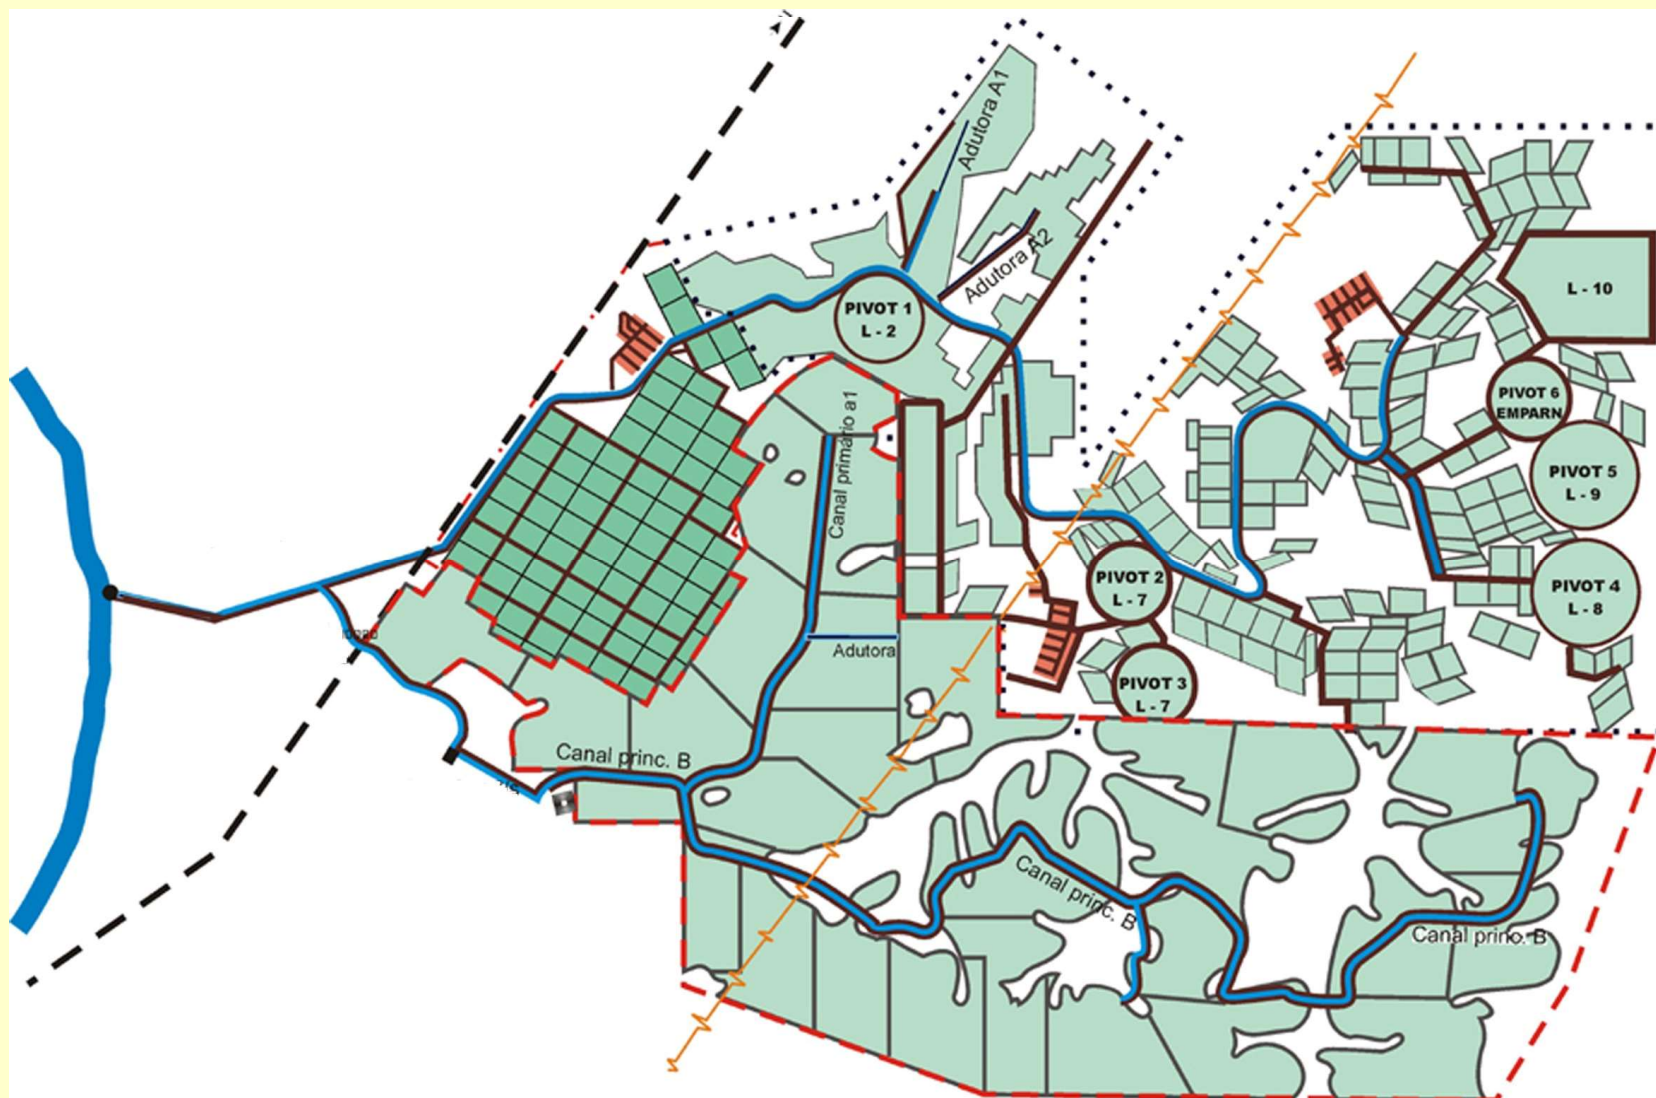 Adutora A1
Adutora A2
PIVOT 1
L - 2
L - 10
PIVOT 6
EMPARN
Canal primário a1
PIVOT 5
L - 9
PIVOT 2
L - 7
PIVOT 4
L - 8
Adutora
PIVOT 3
L - 7
Canal princ. B
Canal princ. B
Canal princ. B